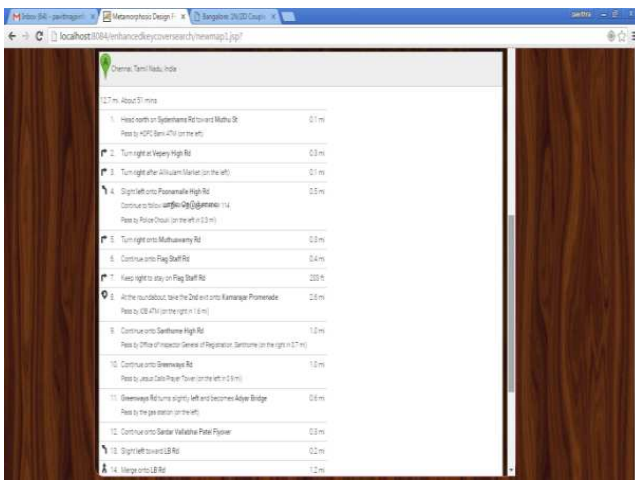 Metamorphosis Design F
Bangalore 2N/2D Coupl
localhost:8084/enhancedkeycoversearch/newmap1.jsp?
A
Chennai, Tamil Nadu, India
12.7 mi. About 51 mins
1. Head north on Sydenhams Rd toward Muthu St 0.1 mi
Pass by HDFC Bank ATM (on the left)
2. Turn right at Vepery High Rd 0.3 mi
3. Turn right after Allikulam Market (on the left) 0.1 mi
4. Slight left onto Poonamalle High Rd 0.5 mi
Continue to follow 114
Pass by Police Chouki (on the left in 0.3 mi)
5. Turn right onto Muthuswamy Rd 0.3 mi
6. Continue onto Flag Staff Rd 0.4 mi
7. Keep right to stay on Flag Staff Rd ft
8. At the roundabout, take the 2nd exit onto Kamarajar Promenade 2.6 mi
Pass by IOB ATM (on the right in 1.6 mi)
9. Continue onto Santhome High Rd 1.0 mi
Pass by Office of Inspector General of Registration, Santhome (on the right in 0.7 mi)
10. Continue onto Greenways Rd 1.0 mi
Pass by Jesus Calls Prayer Tower (on the left in 0.9 mi)
11. Greenways Rd turns slightly left and becomes Adyar Bridge 0.6 mi
Pass by the gas station (on the left)
12. Continue onto Sardar Vallabhai Patel Flyover 0.3 mi
13. Slight left toward LB Rd 0.2 mi
14. Merge onto LB Rd 1.2 mi